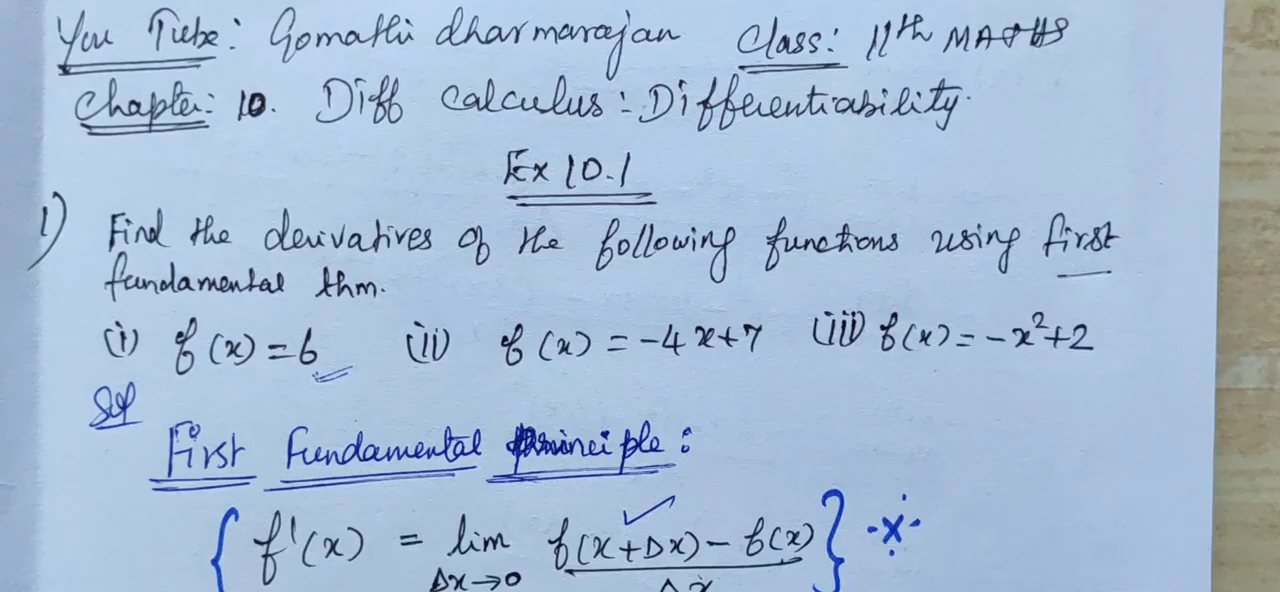 You Tube: Gomathi dharmarajan Class: 11th MATHS
Chapter: 10. Diff calculus: Differentiability.
Ex 10.1
1) Find the derivatives of the following functions using first
fundamental thm.
(i) f(x) = 6 (ii) f(x) = -4x+7 (iii) f(x) = -x²+2
Sol
First Fundamental principle:
{ f'(x) = lim f(x+Δx) - f(x) } ·x·
Δx→0 Δx